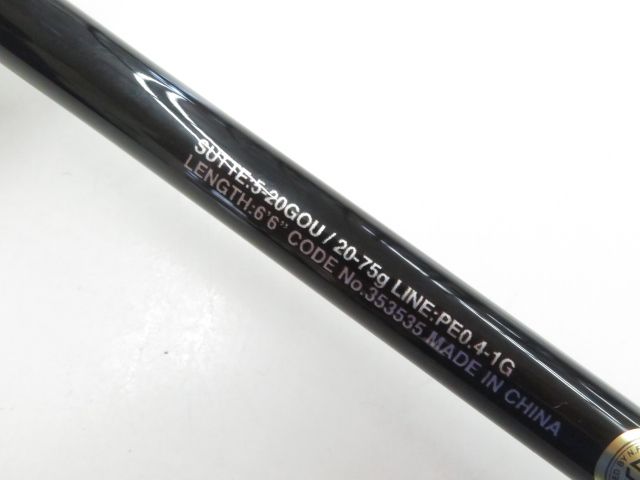 SUTTE:5-20GOU / 20-75g LINE:PE0.4-1G
LENGTH:6'6" CODE No.353535 MADE IN CHINA